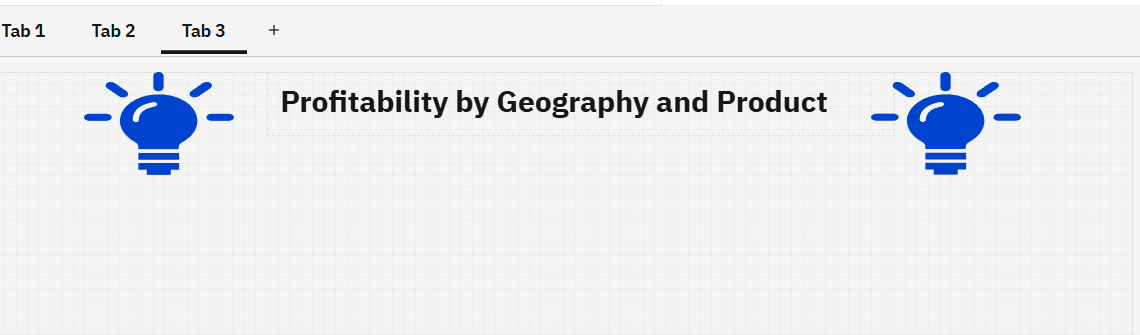 Tab 1 Tab 2 Tab 3 +
Profitability by Geography and Product